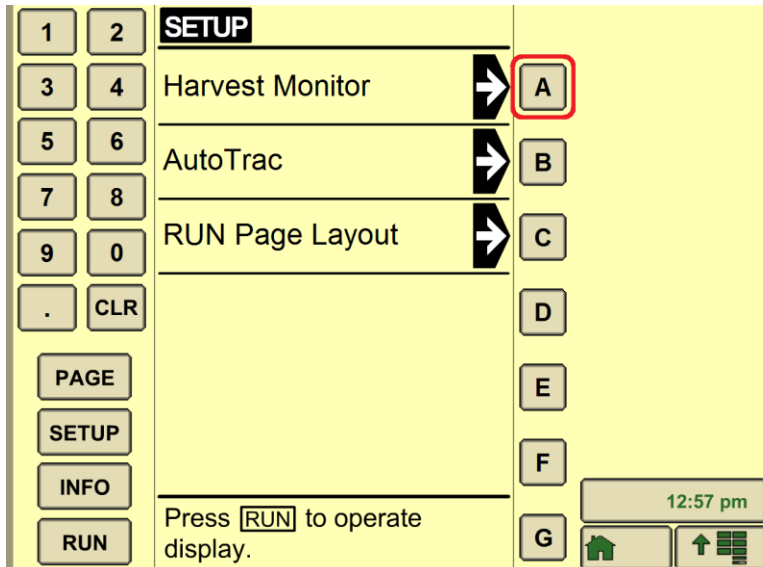 1 2
SETUP
3 4
Harvest Monitor
A
5 6
AutoTrac
B
7 8
RUN Page Layout
C
9 0
. CLR
D
PAGE
E
SETUP
F
INFO
12:57 pm
Press RUN to operate
display.
RUN
G